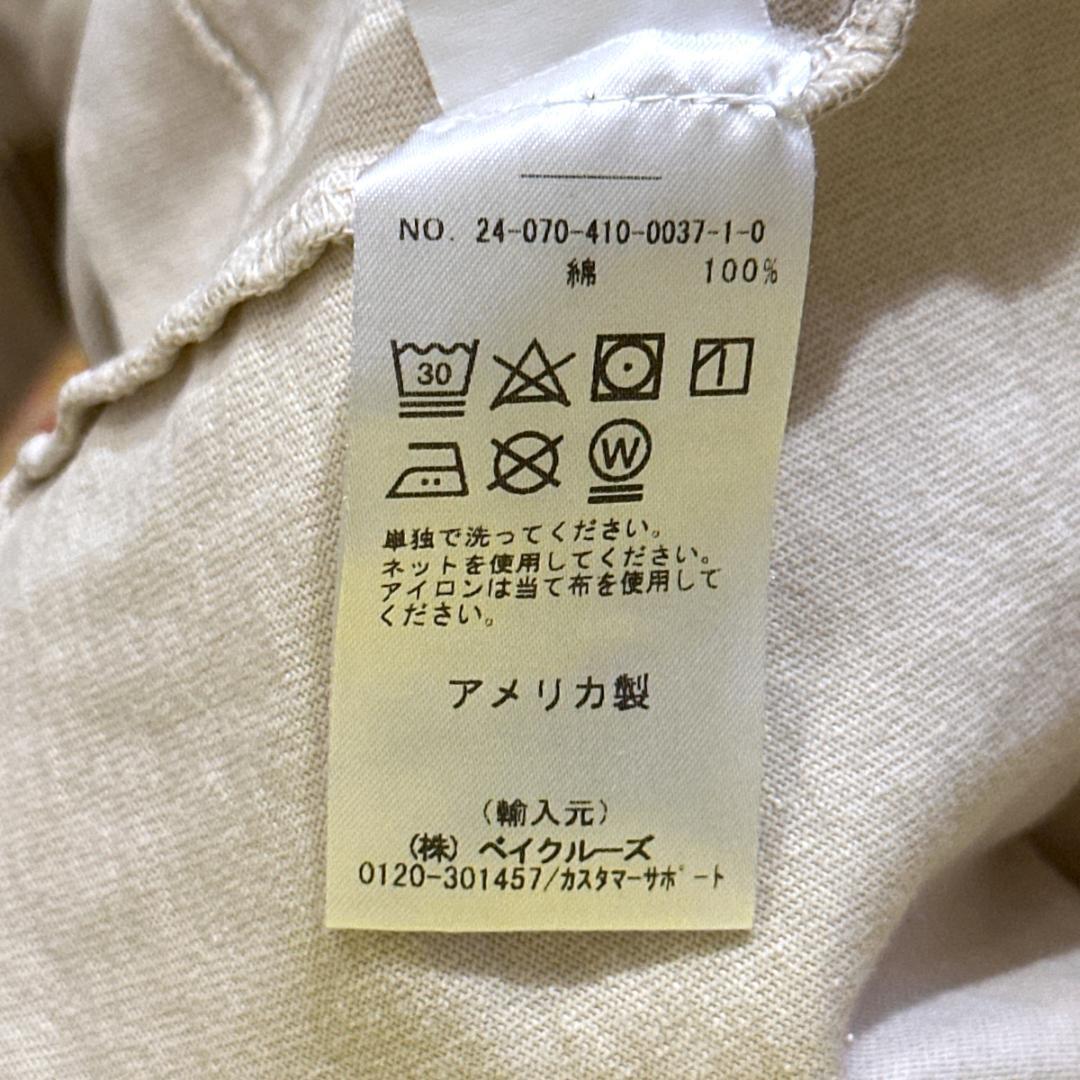 NO. 24-070-410-0037-1-0
綿 100%
30
W
単独で洗ってください。
ネットを使用してください。
アイロンは当て布を使用して
ください。
アメリカ製
(輸入元)
(株) ベイクルーズ
0120-301457/カスタマーサポート